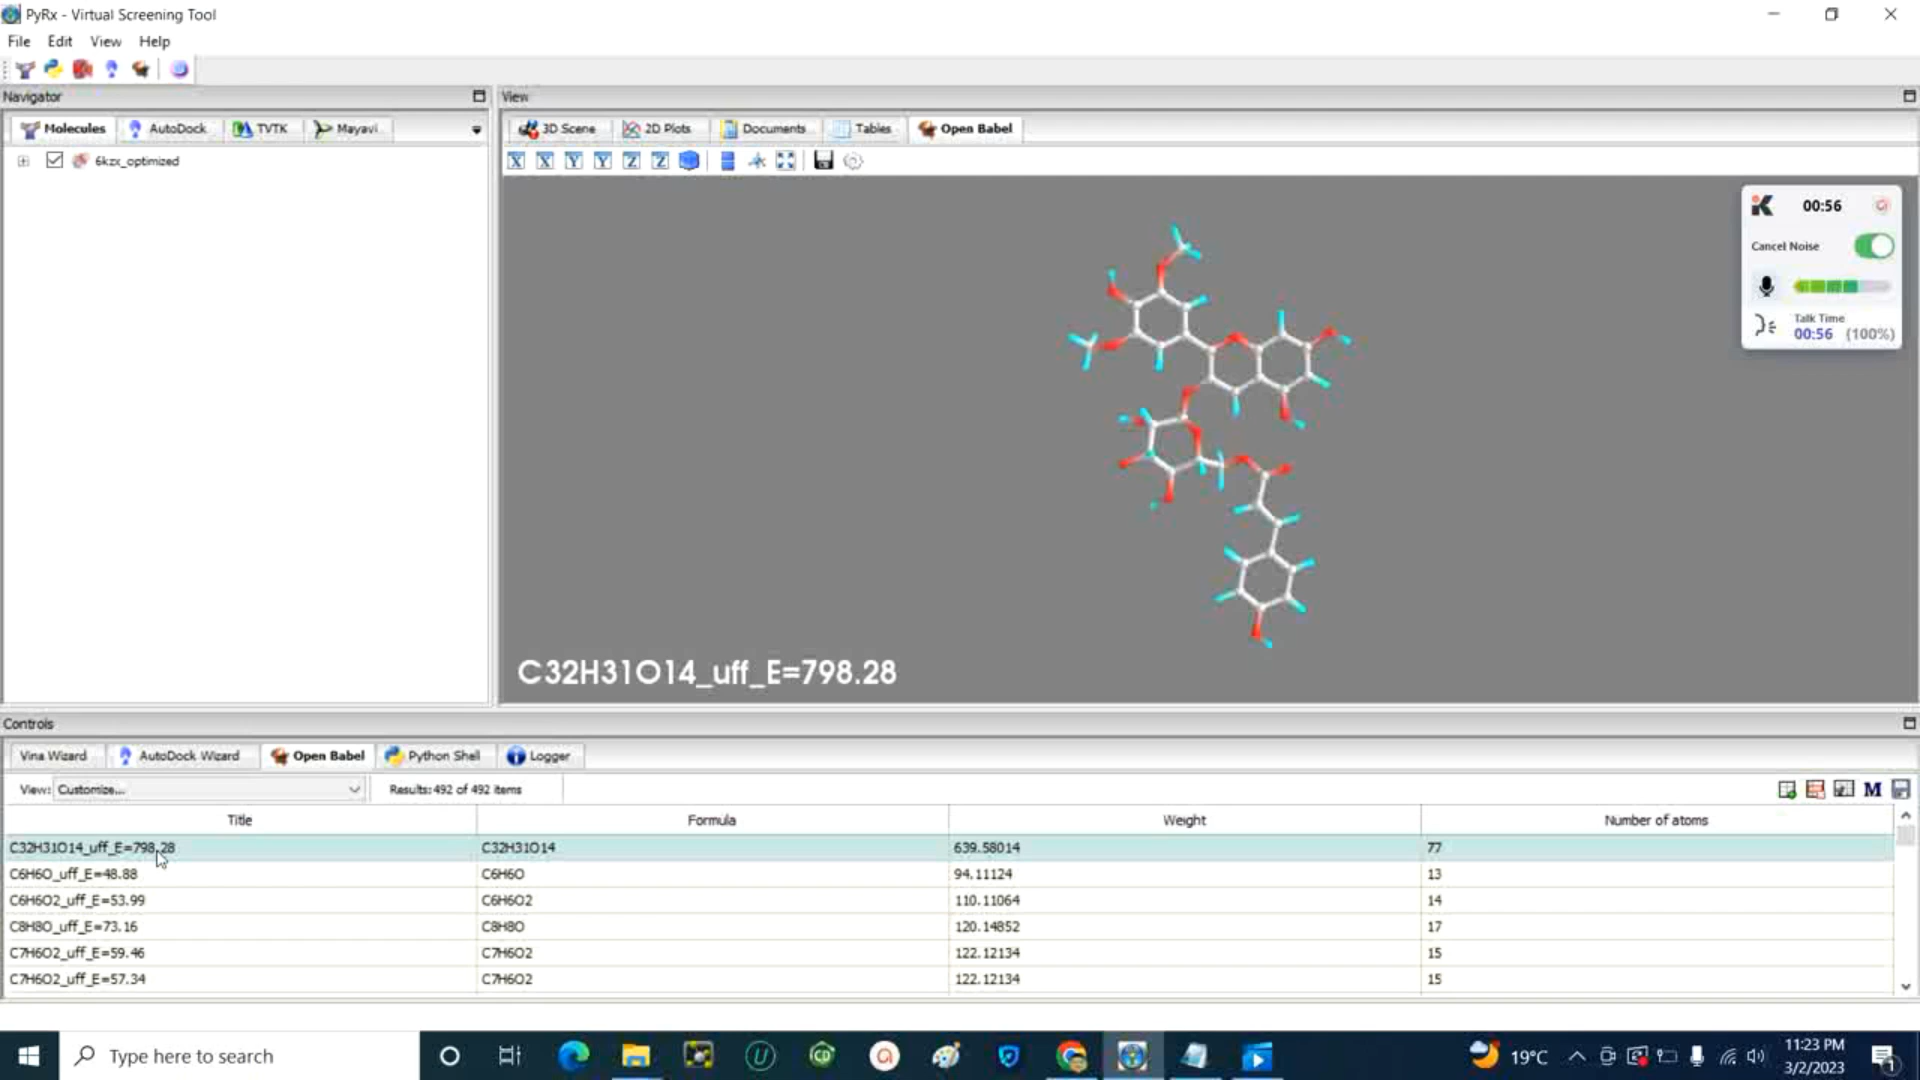 PyRx - Virtual Screening Tool
File Edit View Help
Navigator
View
Molecules AutoDock TVTK Mayavi
3D Scene 2D Plots Documents Tables Open Babel
6kzx_optimized
X X Y Y Z Z
00:56
Cancel Noise
Talk Time
00:56 (100%)
C32H31O14_uff_E=798.28
Controls
Vina Wizard AutoDock Wizard Open Babel Python Shell Logger
View: Customize... Results: 492 of 492 items M
Title Formula Weight Number of atoms
C32H31O14_uff_E=798.28 C32H31O14 639.58014 77
C6H6O_uff_E=48.88 C6H6O 94.11124 13
C6H6O2_uff_E=53.99 C6H6O2 110.11064 14
C8H8O_uff_E=73.16 C8H8O 120.14852 17
C7H6O2_uff_E=59.46 C7H6O2 122.12134 15
C7H6O2_uff_E=57.34 C7H6O2 122.12134 15
Type here to search
19°C
11:23 PM
3/2/2023
1